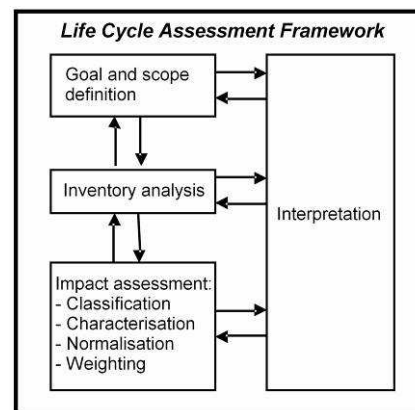 Life Cycle Assessment Framework
Goal and scope
definition
Inventory analysis
Impact assessment:
- Classification
- Characterisation
- Normalisation
- Weighting
Interpretation